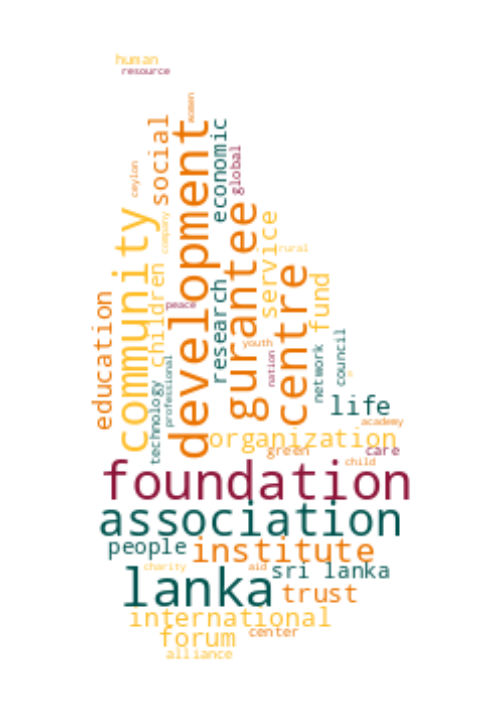 human
resource
women
social
development
economic
global
ceylon
community
company
children
gurantee
service
rural
centre
fund
research
peace
education
youth
nation
network
council
technology
professional
life
academy
organization
green
care
child
foundation
association
people
institute
charity
aid
sri lanka
lanka
trust
international
forum
center
alliance